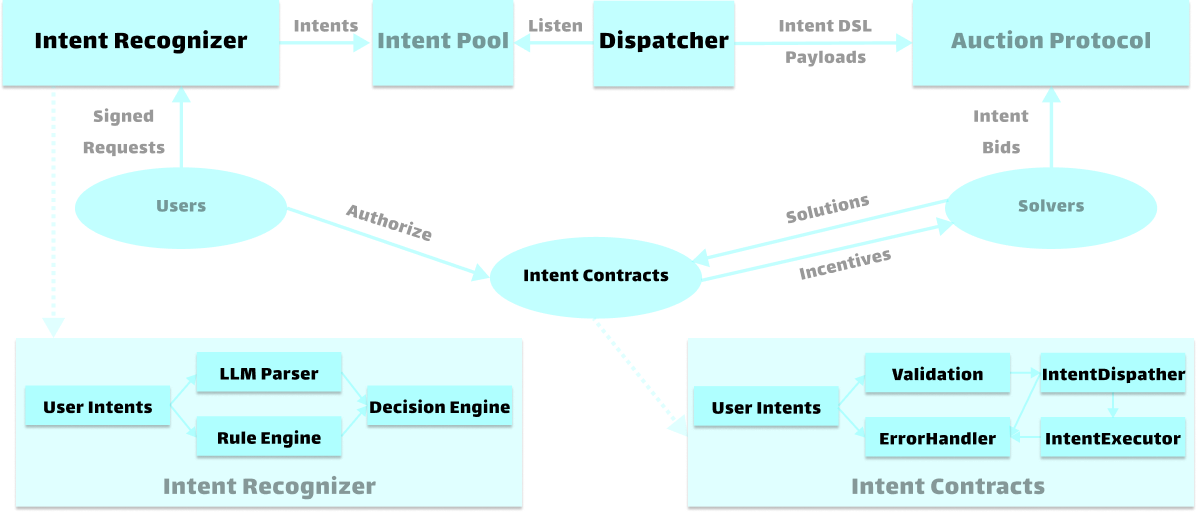 Intent Recognizer
Intents
Intent Pool
Listen
Dispatcher
Intent DSL
Payloads
Auction Protocol
Signed
Requests
Intent
Bids
Users
Authorize
Solutions
Solvers
Incentives
Intent Contracts
User Intents
LLM Parser
Rule Engine
Decision Engine
Intent Recognizer
User Intents
Validation
IntentDispather
ErrorHandler
IntentExecutor
Intent Contracts